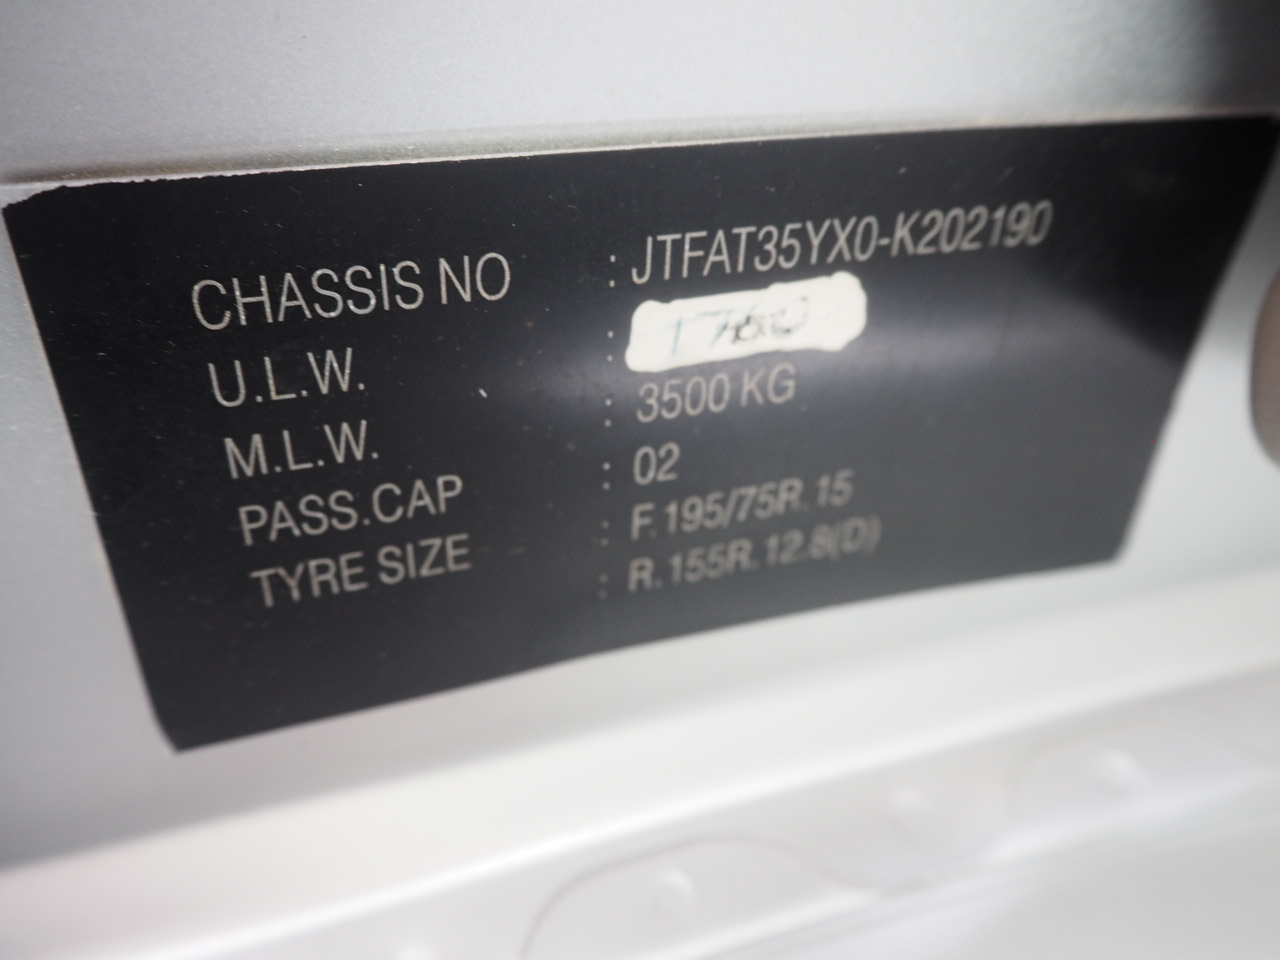 CHASSIS NO : JTFAT35YX0-K202190
U.L.W. :
M.L.W. : 3500 KG
PASS.CAP : 02
TYRE SIZE : F.195/75R.15
: R.155R.12.8(D)